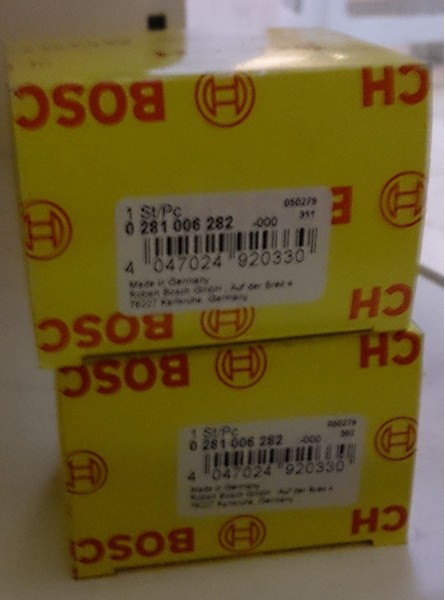 BOSC
CH
1 St/Pc
050279
0 281 006 282 -000
311
4 047024 920330
Made in Germany
Robert Bosch GmbH Auf der Breit 4
76227 Karlsruhe, Germany
BOSC
CH
BOSC
CH
1 St/Pc
050279
0 281 006 282 -000
4 047024 920330
Made in Germany
Robert Bosch GmbH Auf der Breit 4
76227 Karlsruhe, Germany
BOSC
CH